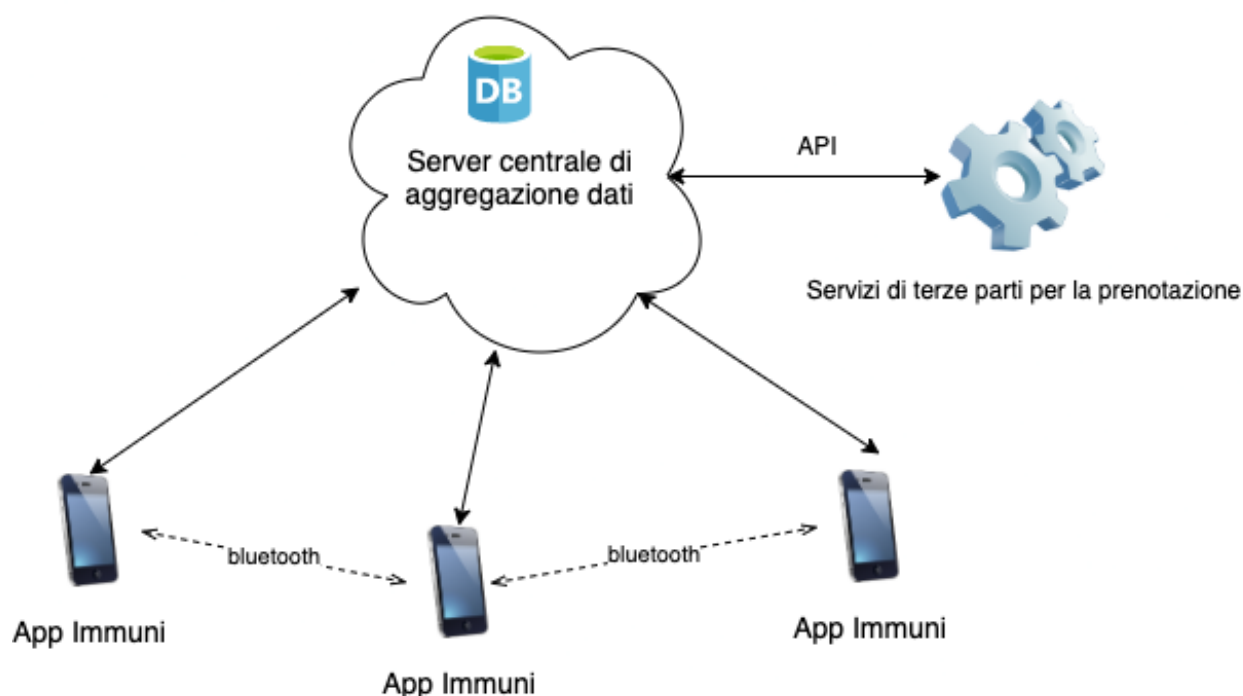 DB
Server centrale di
aggregazione dati
API
Servizi di terze parti per la prenotazione
bluetooth
bluetooth
App Immuni
App Immuni
App Immuni